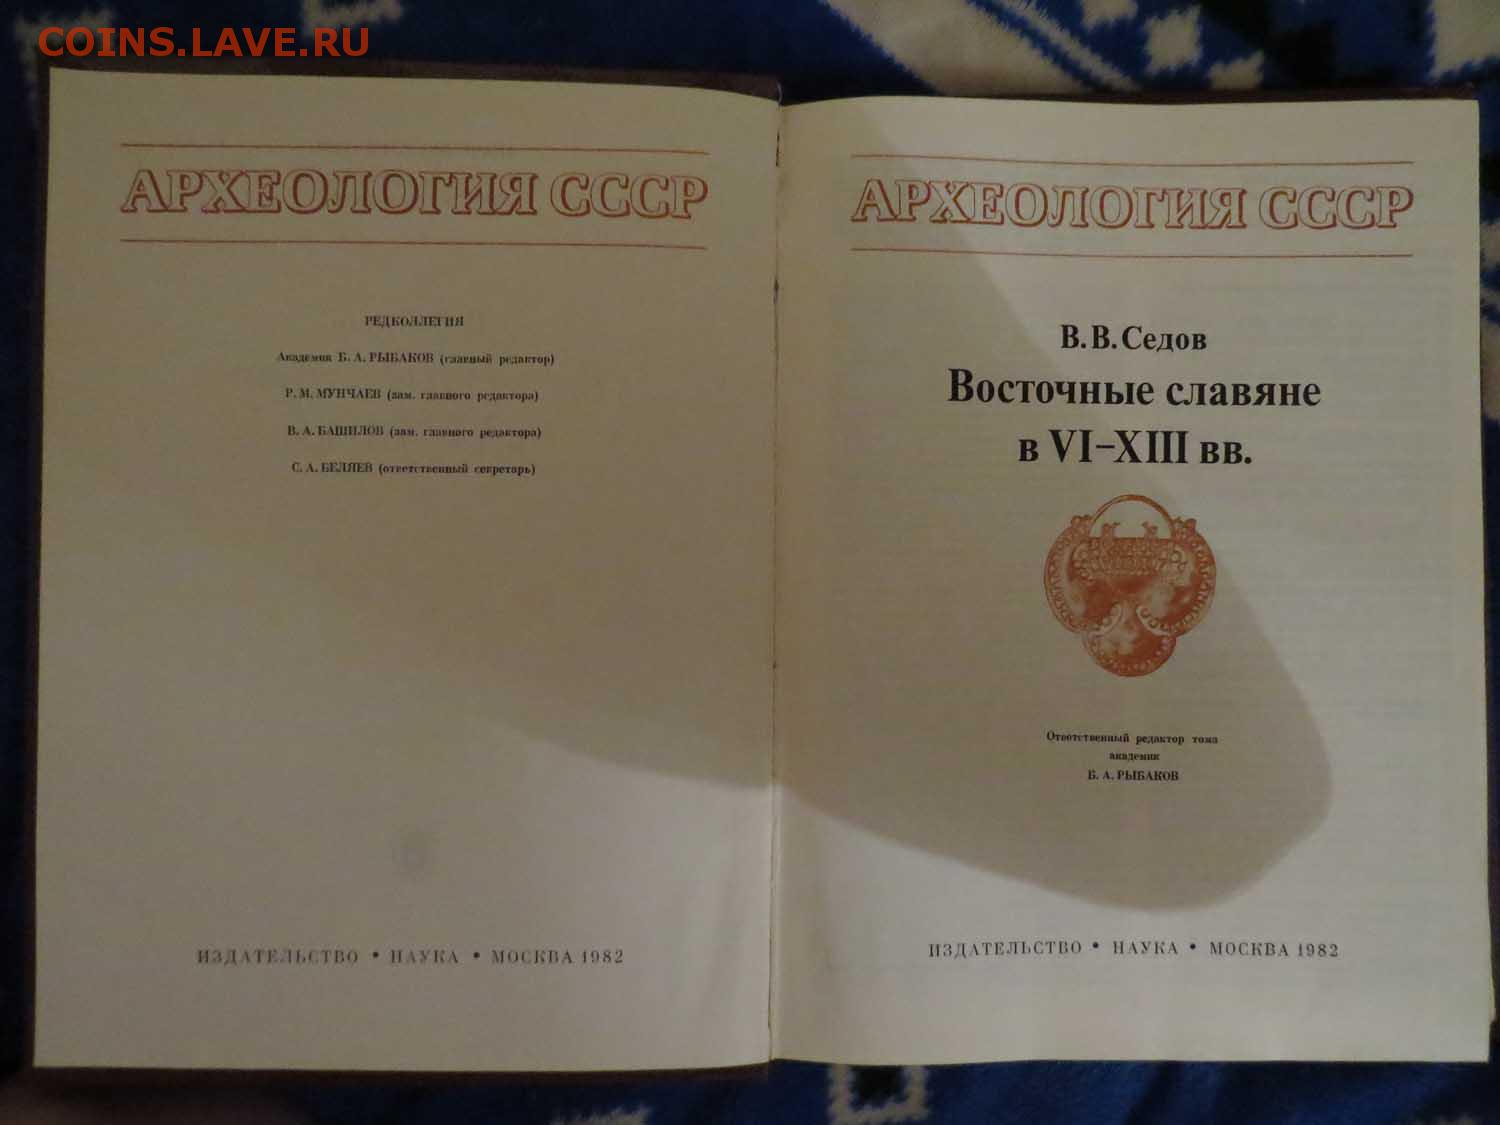 COINS.LAVE.RU
АРХЕОЛОГИЯ СССР
РЕДКОЛЛЕГИЯ
Академик Б. А. РЫБАКОВ (главный редактор)
Р. М. МУНЧАЕВ (зам. главного редактора)
В. А. БАШИЛОВ (зам. главного редактора)
С. А. БЕЛЯЕВ (ответственный секретарь)
ИЗДАТЕЛЬСТВО • НАУКА • МОСКВА 1982
АРХЕОЛОГИЯ СССР
В. В. Седов
Восточные славяне
в VI–XIII вв.
Ответственный редактор тома
академик
Б. А. РЫБАКОВ
ИЗДАТЕЛЬСТВО • НАУКА • МОСКВА 1982